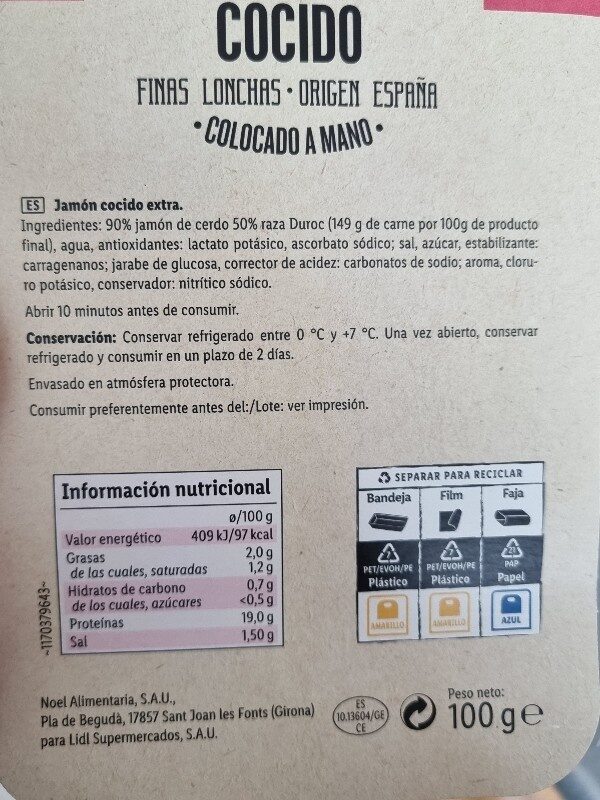 COCIDO
FINAS LONCHAS • ORIGEN ESPAÑA
• COLOCADO A MANO •
ES Jamón cocido extra.
Ingredientes: 90% jamón de cerdo 50% raza Duroc (149 g de carne por 100g de producto
final), agua, antioxidantes: lactato potásico, ascorbato sódico; sal, azúcar, estabilizante:
carragenanos; jarabe de glucosa, corrector de acidez: carbonatos de sodio; aroma, cloru-
ro potásico, conservador: nitrítico sódico.
Abrir 10 minutos antes de consumir.
Conservación: Conservar refrigerado entre 0 °C y +7 °C. Una vez abierto, conservar
refrigerado y consumir en un plazo de 2 días.
Envasado en atmósfera protectora.
Consumir preferentemente antes del:/Lote: ver impresión.
Información nutricional
ø/100 g
Valor energético 409 kJ/97 kcal
Grasas 2,0 g
de las cuales, saturadas 1,2 g
Hidratos de carbono 0,7 g
de los cuales, azúcares <0,5 g
Proteínas 19,0 g
Sal 1,50 g
~1170379643~
SEPARAR PARA RECICLAR
Bandeja Film Faja
7 7 21
PET/EVOH/PE PET/EVOH/PE PAP
Plástico Plástico Papel
AMARILLO AMARILLO AZUL
Noel Alimentaria, S.A.U.,
Pla de Begudà, 17857 Sant Joan les Fonts (Girona)
para Lidl Supermercados, S.A.U.
ES
10.13604/GE
CE
Peso neto:
100 g e